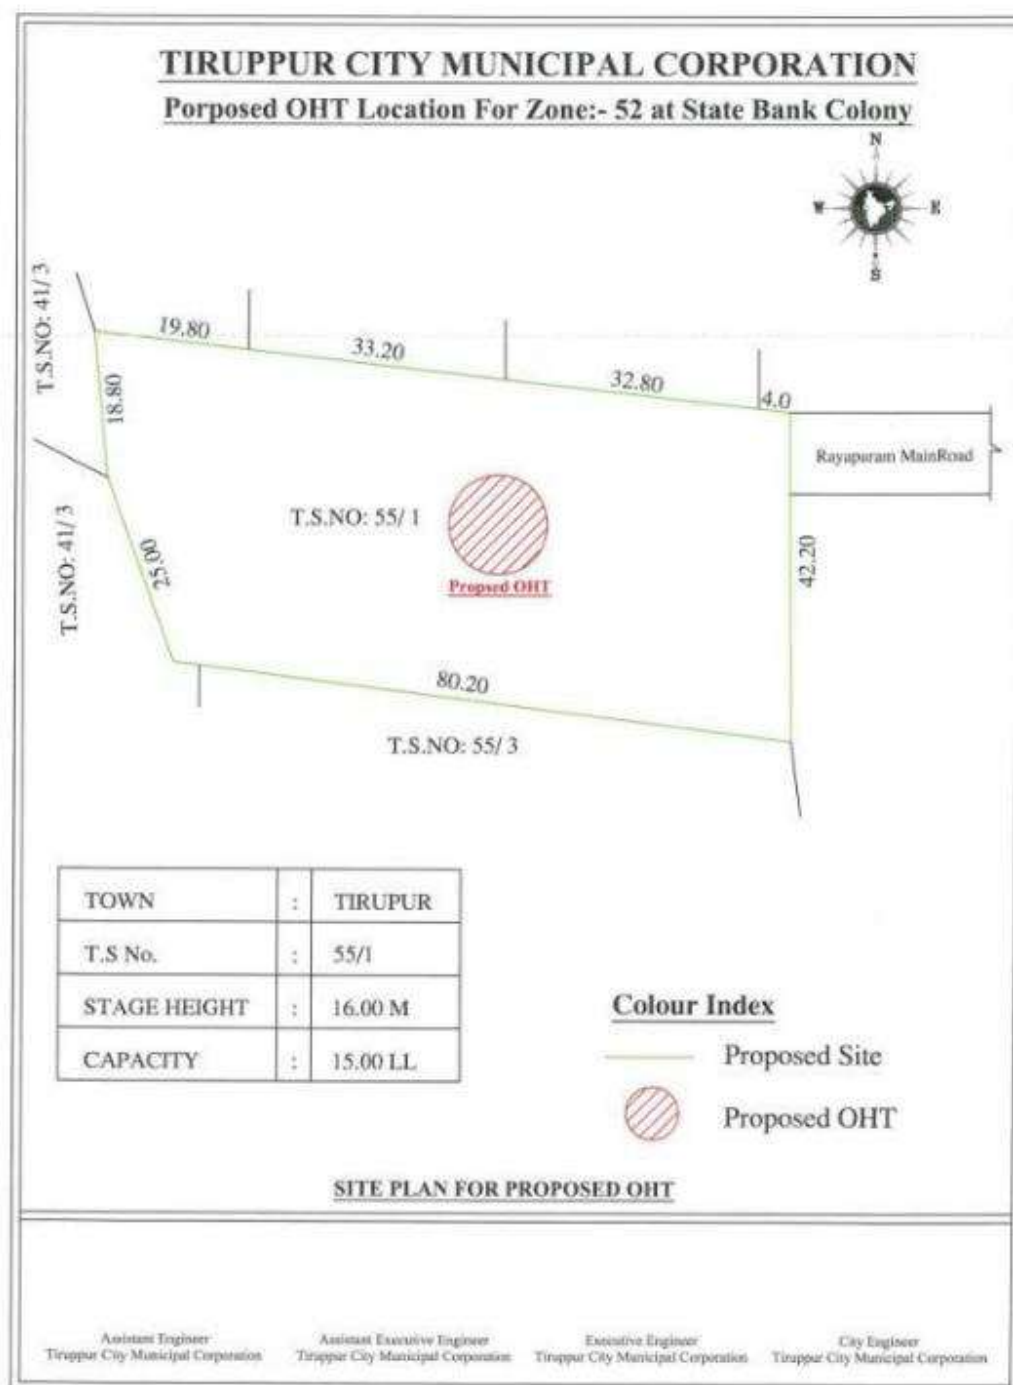 TIRUPPUR CITY MUNICIPAL CORPORATION
Porposed OHT Location For Zone:- 52 at State Bank Colony
N
W E
S
T.S.NO: 41/ 3
19.80
33.20
32.80
4.0
18.80
Rayapuram MainRoad
T.S.NO: 55/ 1
T.S.NO: 41/ 3
25.00
42.20
Propsed OHT
80.20
T.S.NO: 55/ 3
TOWN : TIRUPUR
T.S No. : 55/1
STAGE HEIGHT : 16.00 M
CAPACITY : 15.00 LL
Colour Index
Proposed Site
Proposed OHT
SITE PLAN FOR PROPOSED OHT
Assistant Engineer Assistant Executive Engineer Executive Engineer City Engineer
Tiruppur City Municipal Corporation Tiruppur City Municipal Corporation Tiruppur City Municipal Corporation Tiruppur City Municipal Corporation